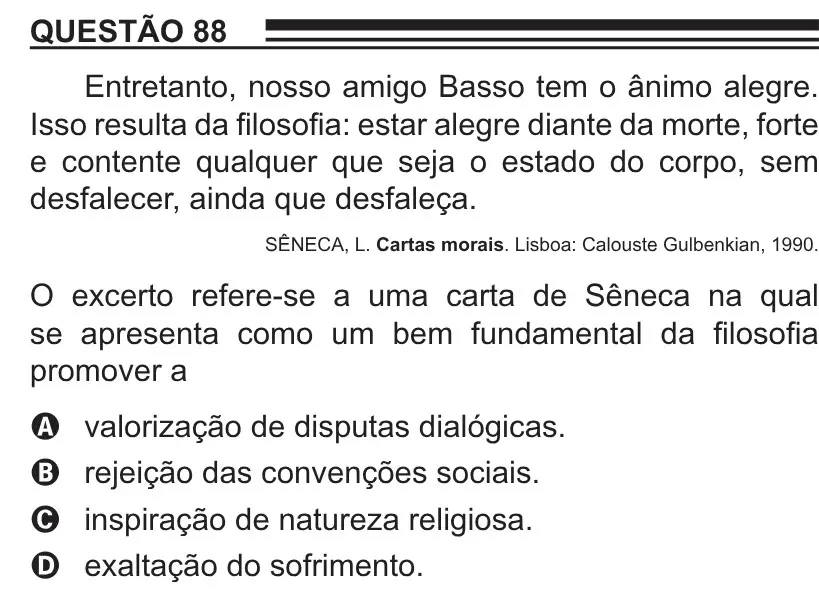 QUESTÃO 88
Entretanto, nosso amigo Basso tem o ânimo alegre.
Isso resulta da filosofia: estar alegre diante da morte, forte
e contente qualquer que seja o estado do corpo, sem
desfalecer, ainda que desfaleça.
SÊNECA, L. Cartas morais. Lisboa: Calouste Gulbenkian, 1990.
O excerto refere-se a uma carta de Sêneca na qual
se apresenta como um bem fundamental da filosofia
promover a
A valorização de disputas dialógicas.
B rejeição das convenções sociais.
C inspiração de natureza religiosa.
D exaltação do sofrimento.